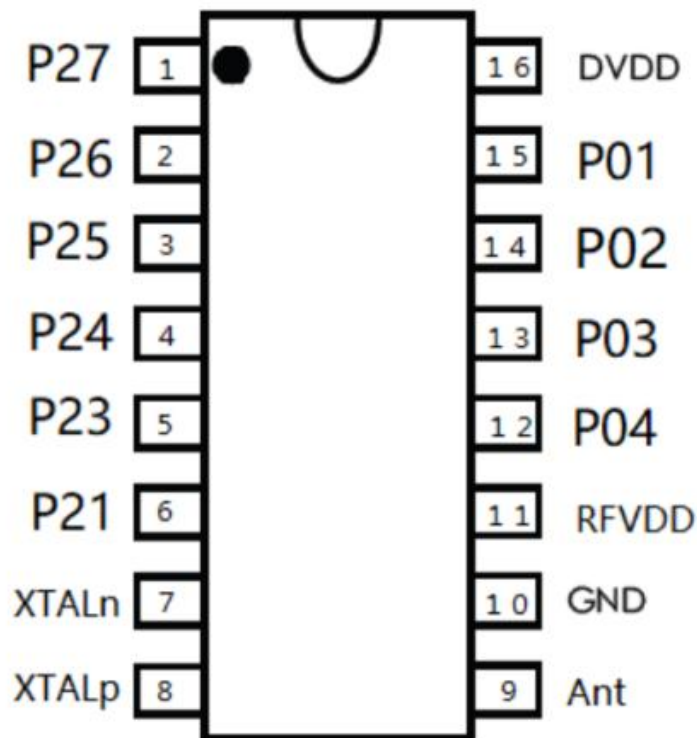 P27 1 16 DVDD
P26 2 15 P01
P25 3 14 P02
P24 4 13 P03
P23 5 12 P04
P21 6 11 RFVDD
XTALn 7 10 GND
XTALp 8 9 Ant